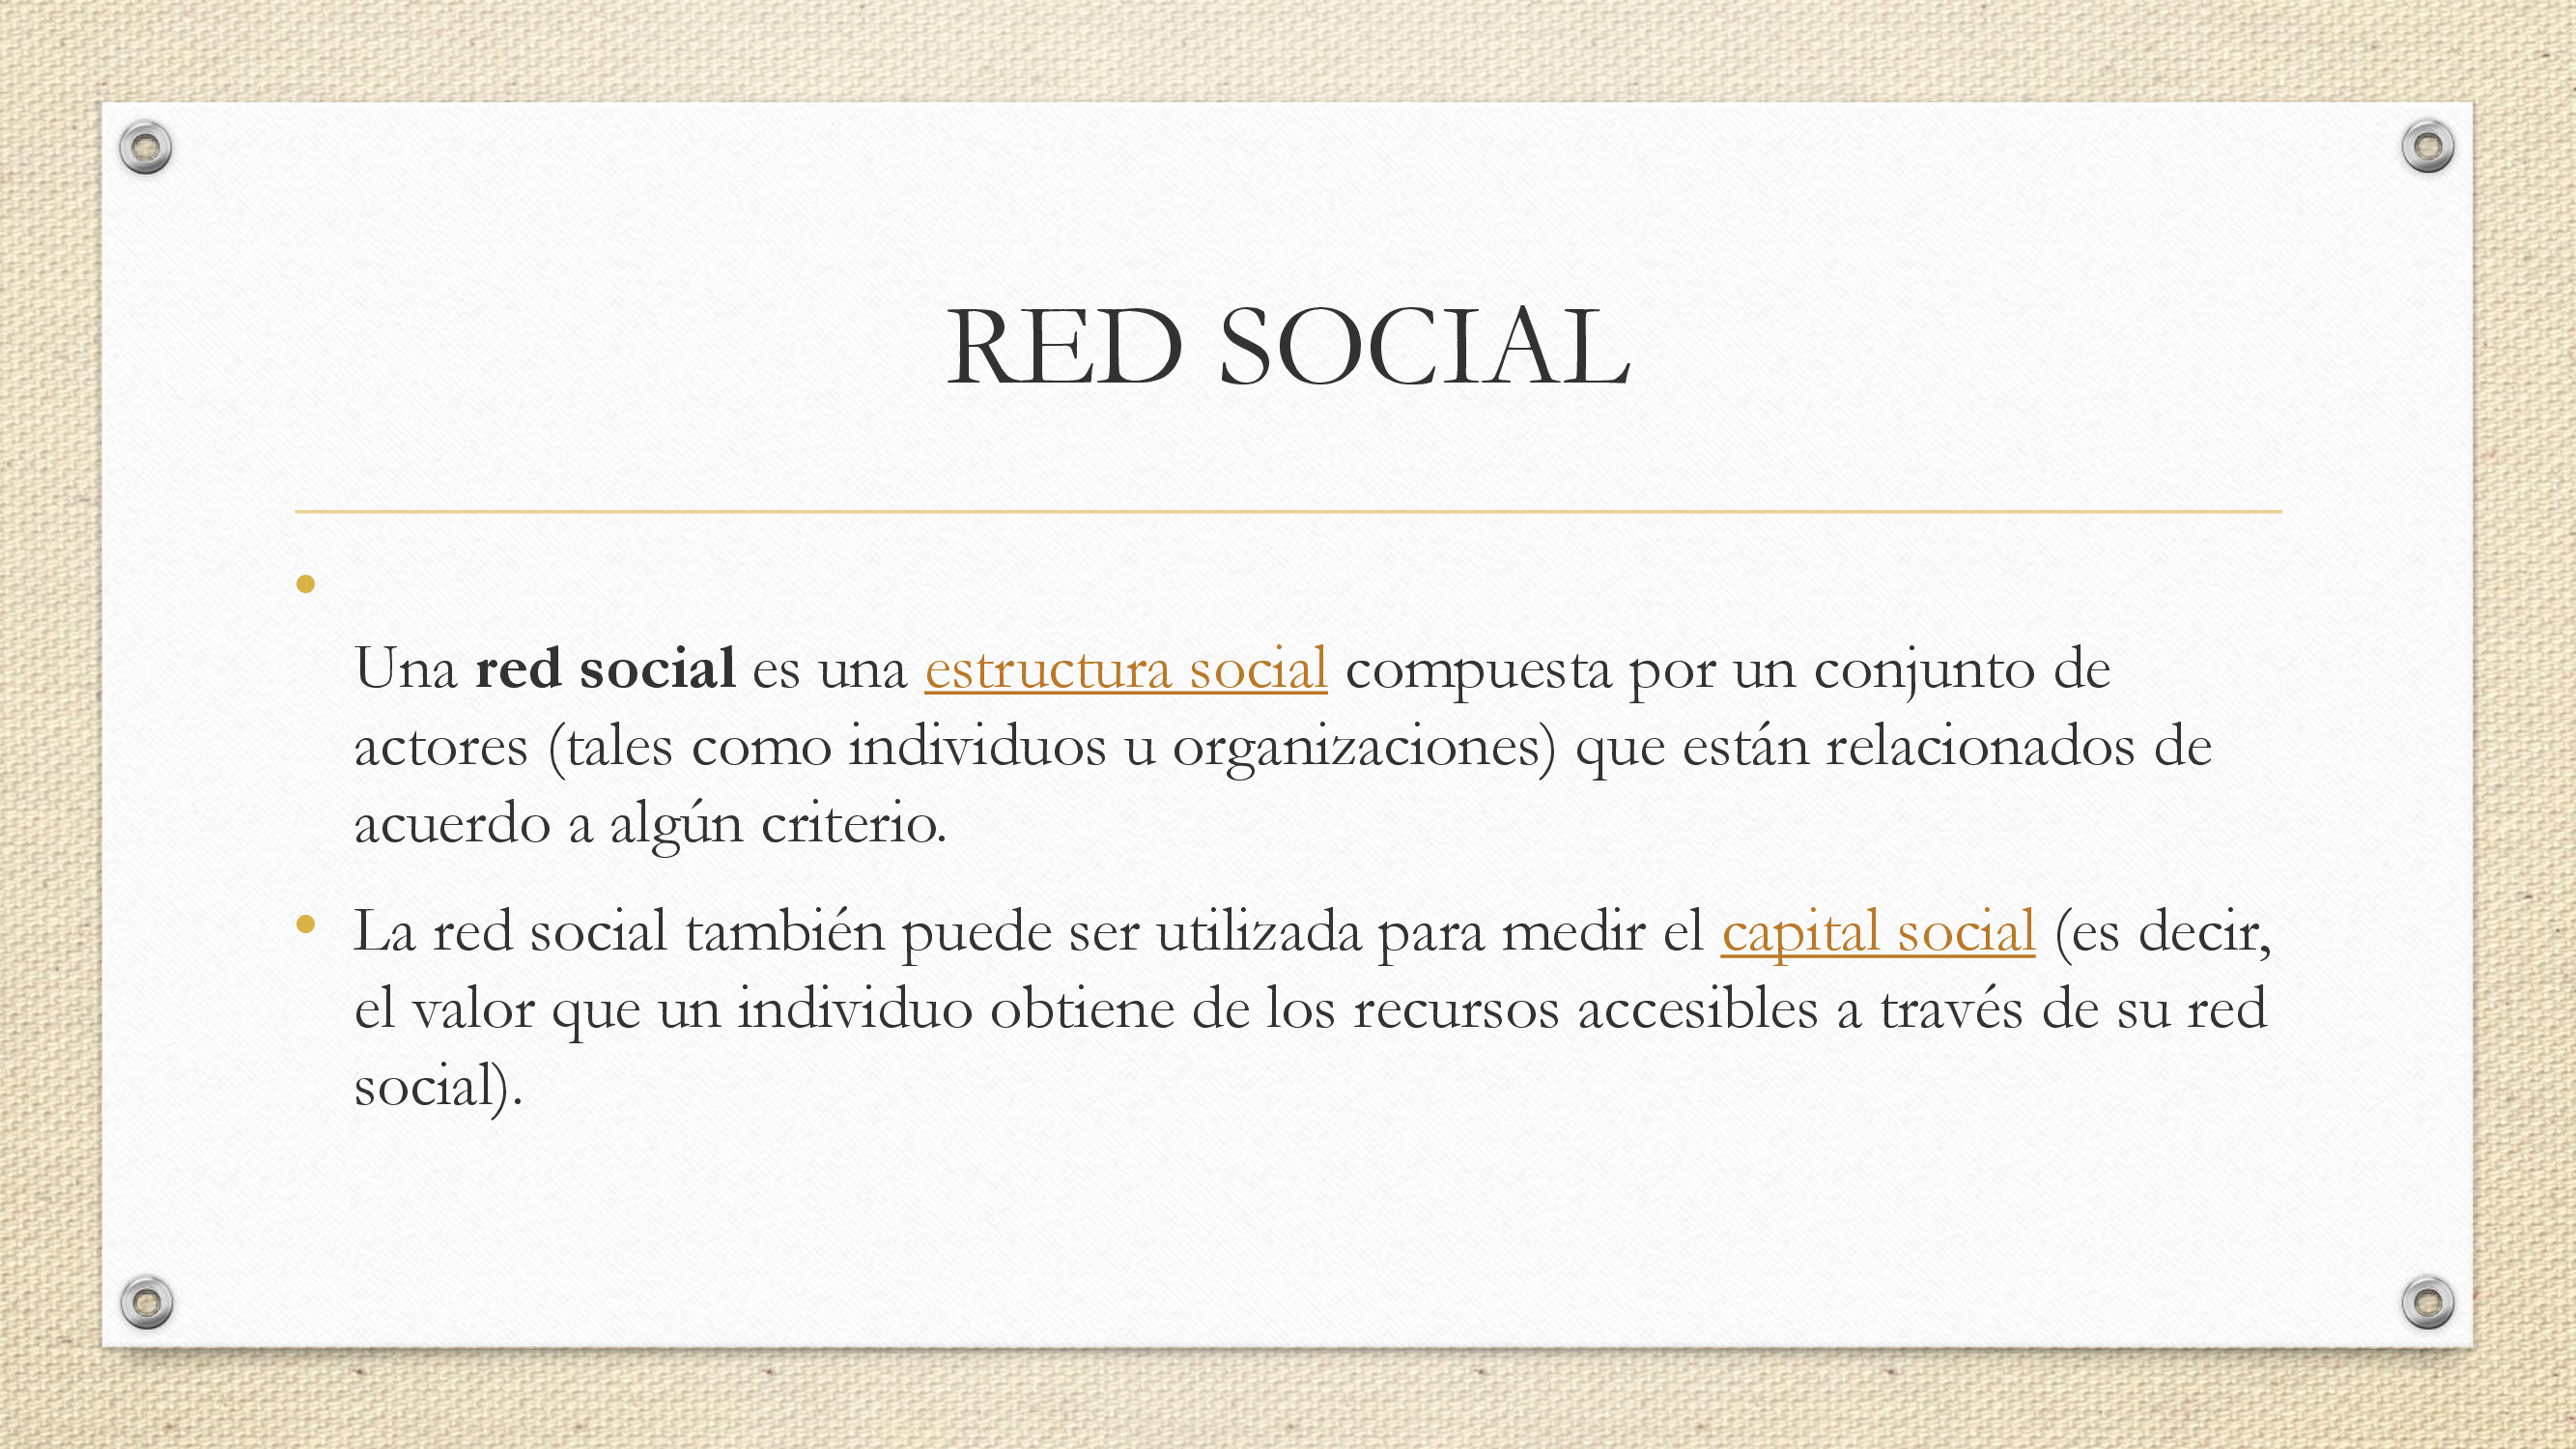 RED SOCIAL
•
Una red social es una estructura social compuesta por un conjunto de
actores (tales como individuos u organizaciones) que están relacionados de
acuerdo a algún criterio.
• La red social también puede ser utilizada para medir el capital social (es decir,
el valor que un individuo obtiene de los recursos accesibles a través de su red
social).